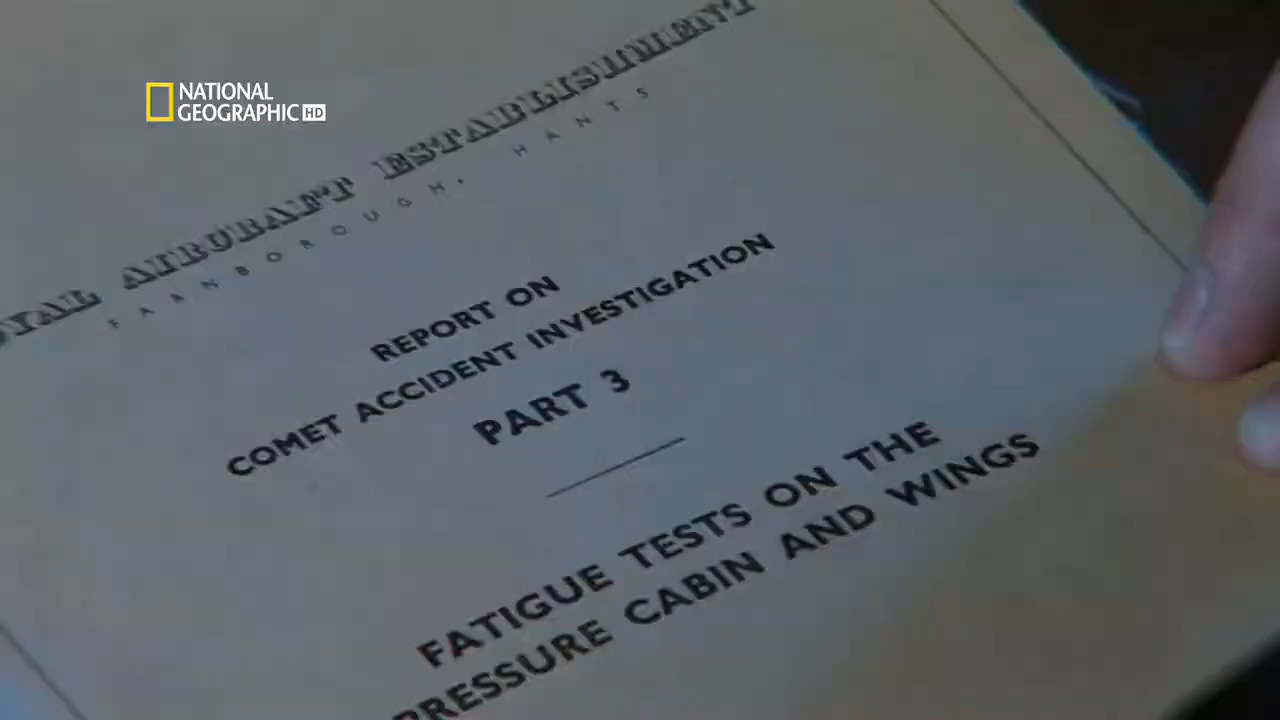 NATIONAL
GEOGRAPHIC HD
AIRCRAFT ESTABLISHMENT
FARNBOROUGH, HANTS
REPORT ON
COMET ACCIDENT INVESTIGATION
PART 3
FATIGUE TESTS ON THE
PRESSURE CABIN AND WINGS